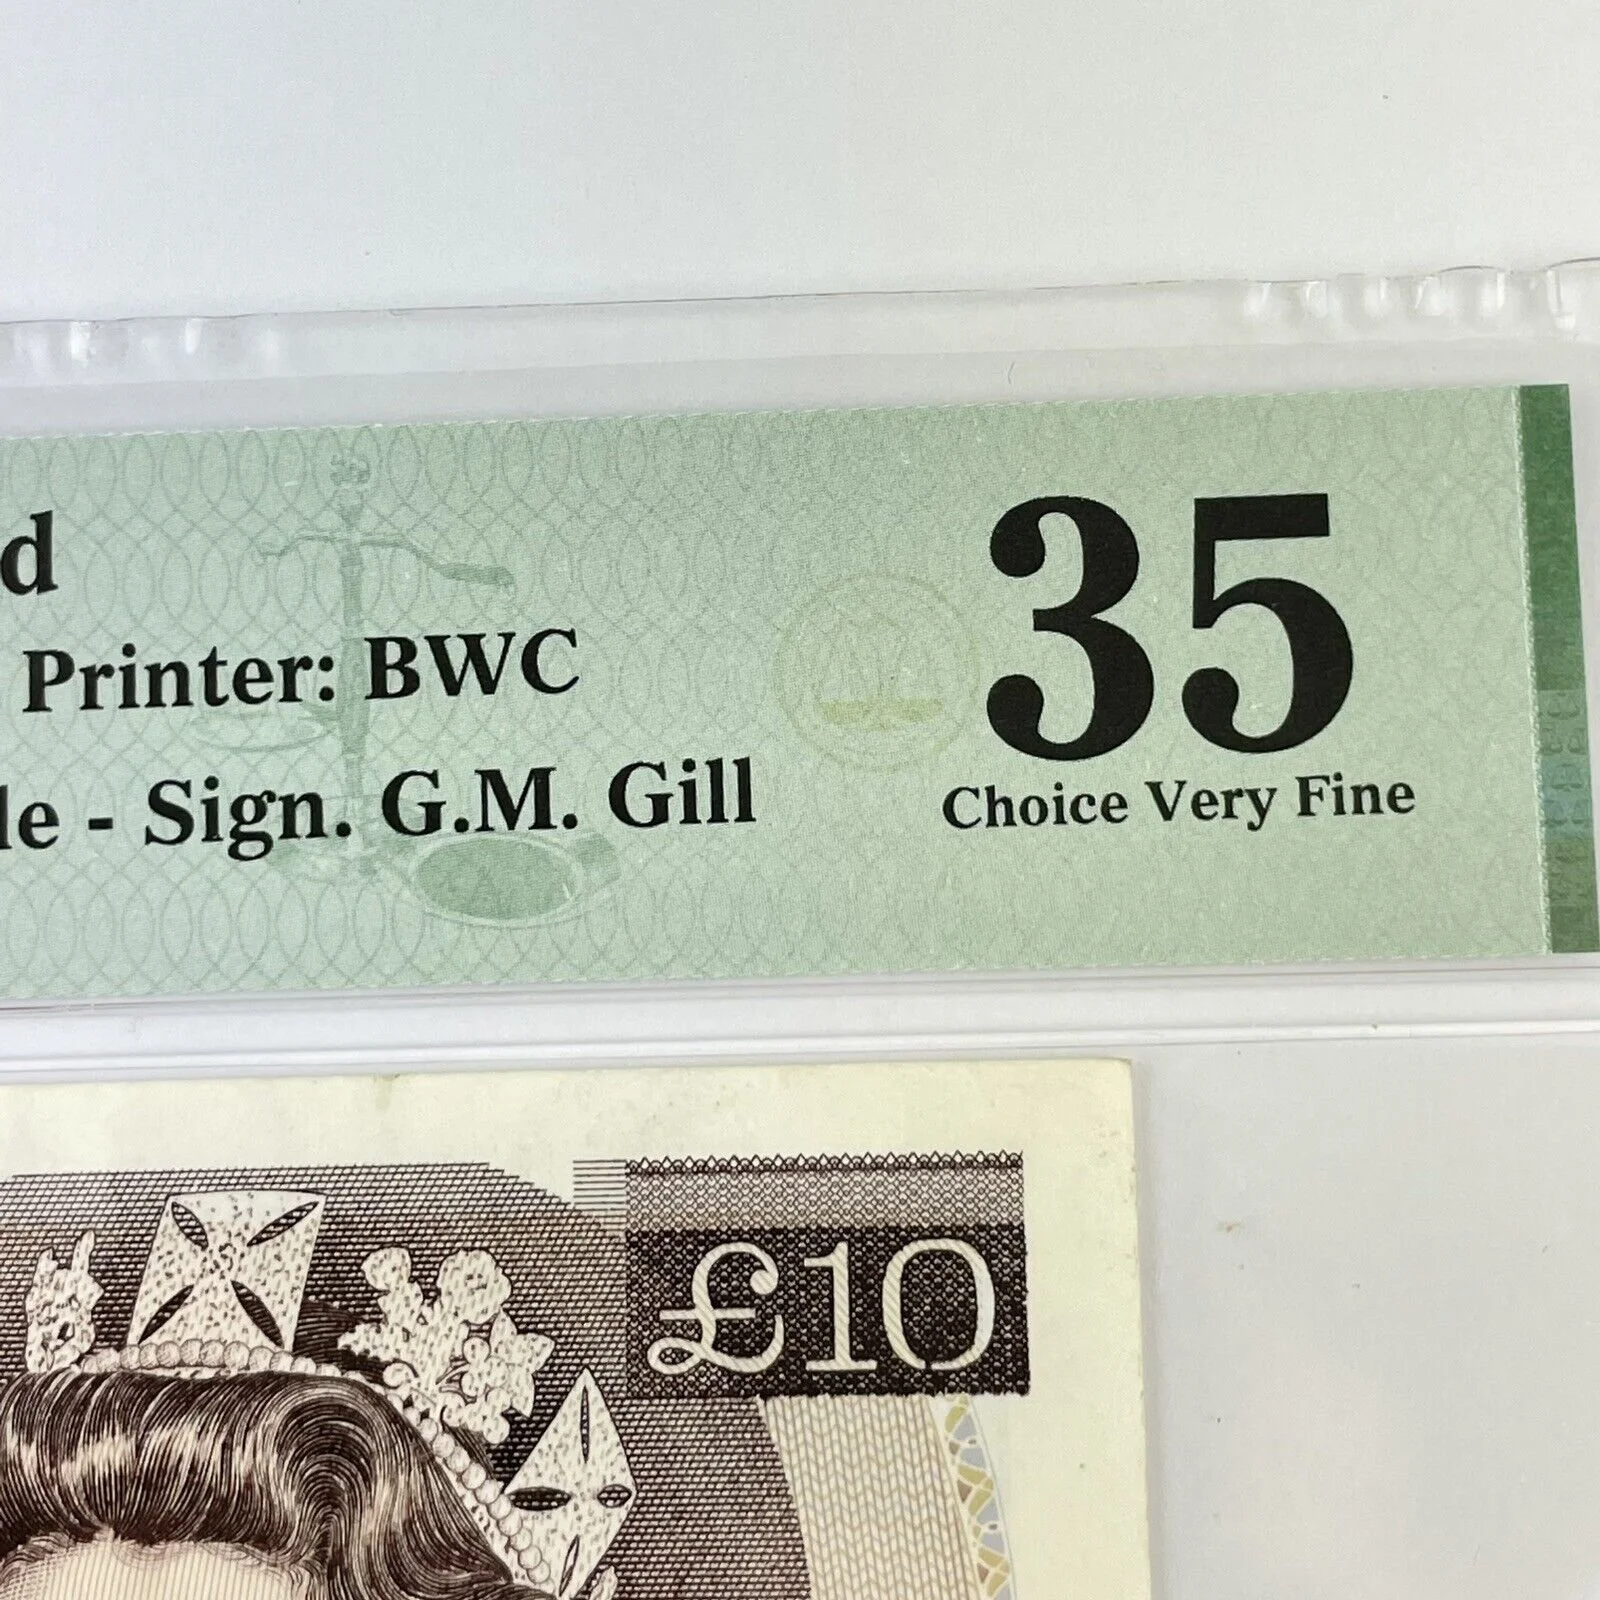 d
Printer: BWC
le - Sign. G.M. Gill
35
Choice Very Fine
£10